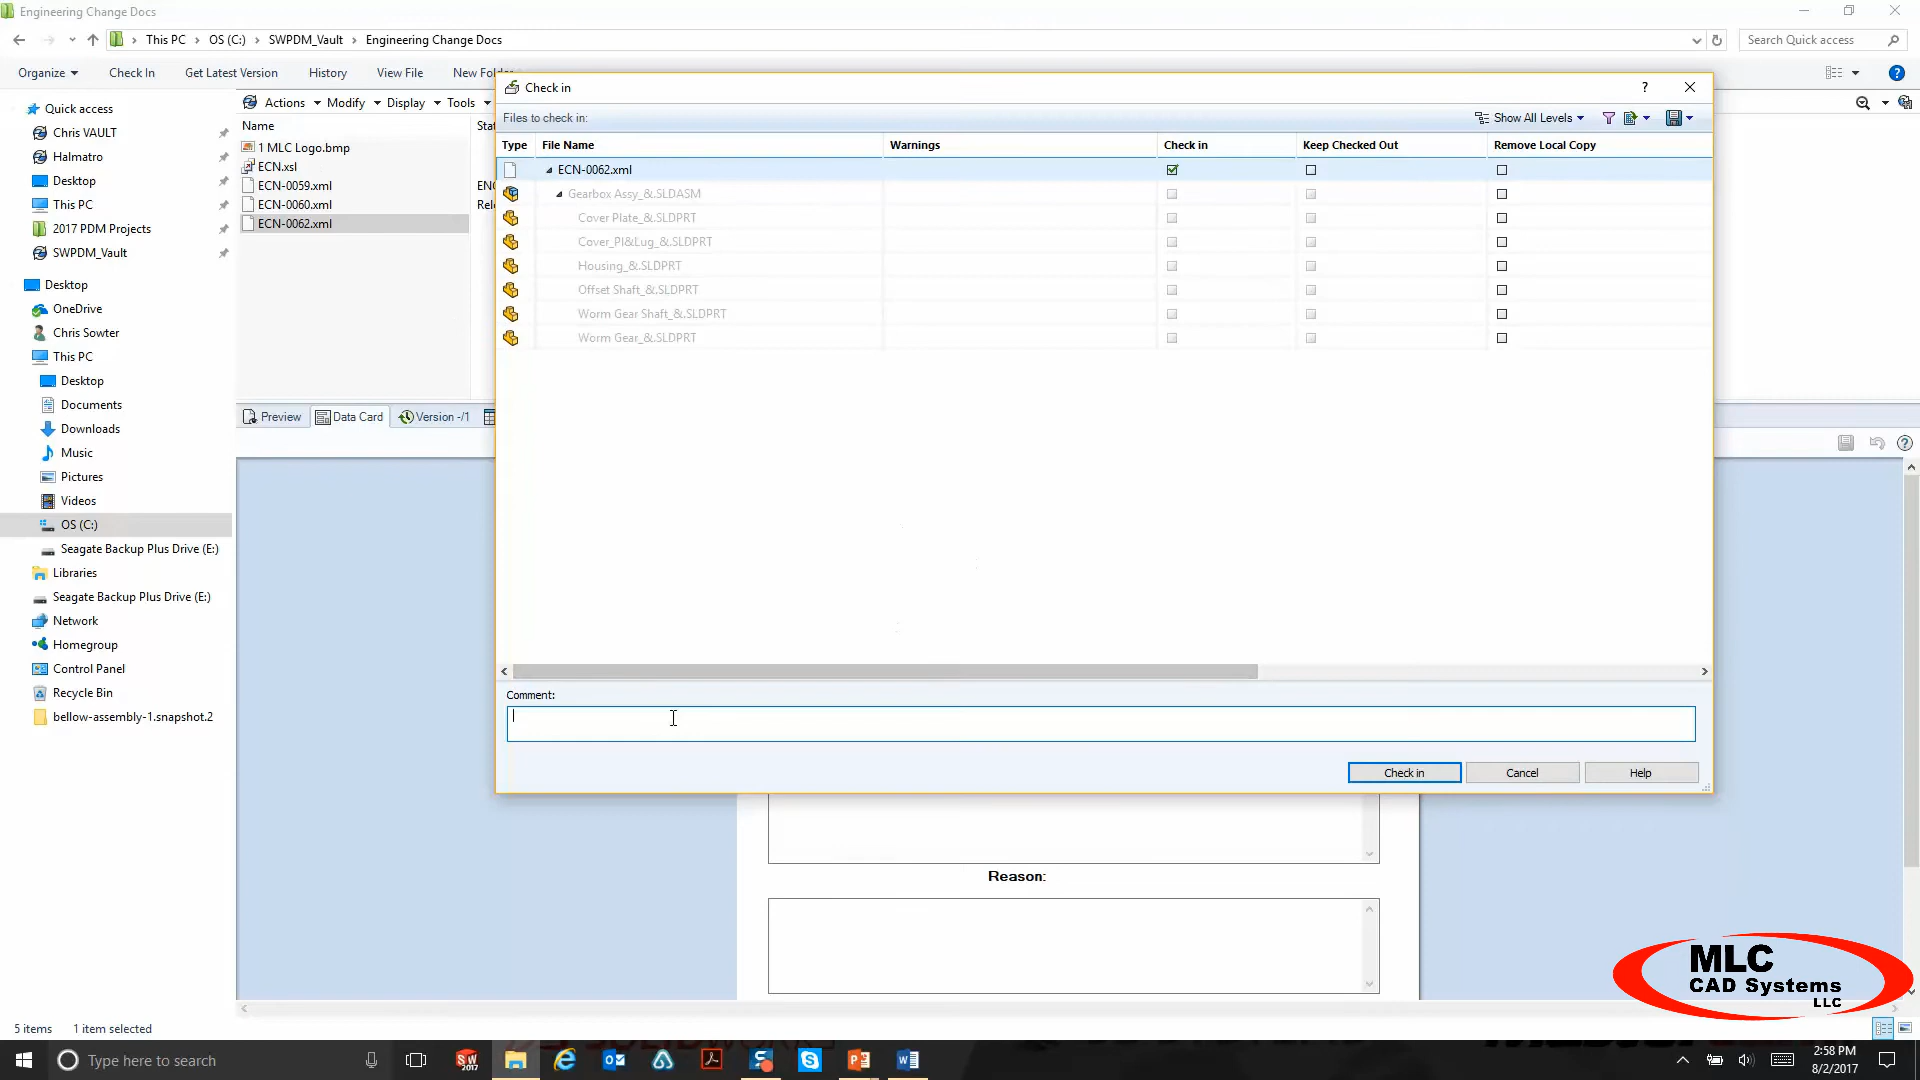 Engineering Change Docs
This PC > OS (C:) > SWPDM_Vault > Engineering Change Docs
Search Quick access
Organize
Check In
Get Latest Version
History
View File
New Folder
Quick access
Chris VAULT
Halmatro
Desktop
This PC
2017 PDM Projects
SWPDM_Vault
Desktop
OneDrive
Chris Sowter
This PC
Desktop
Documents
Downloads
Music
Pictures
Videos
OS (C:)
Seagate Backup Plus Drive (E:)
Libraries
Seagate Backup Plus Drive (E:)
Network
Homegroup
Control Panel
Recycle Bin
bellow-assembly-1.snapshot.2
Actions Modify Display Tools
Name
1 MLC Logo.bmp
ECN.xsl
ECN-0059.xml
ECN-0060.xml
ECN-0062.xml
Preview
Data Card
Version -/1
Check in
?
Files to check in:
Show All Levels
Type File Name Warnings Check in Keep Checked Out Remove Local Copy
ECN-0062.xml
Gearbox Assy_&.SLDASM
Cover Plate_&.SLDPRT
Cover_Pl&Lug_&.SLDPRT
Housing_&.SLDPRT
Offset Shaft_&.SLDPRT
Worm Gear Shaft_&.SLDPRT
Worm Gear_&.SLDPRT
Comment:
Check in
Cancel
Help
Reason:
MLC
CAD Systems
LLC
5 items 1 item selected
Type here to search
SW
2017
2:58 PM
8/2/2017